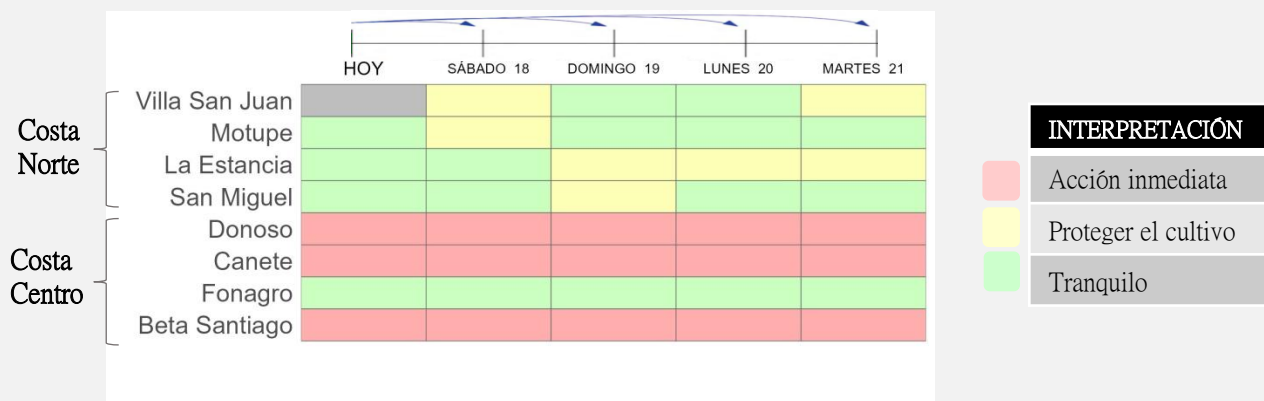 HOY SÁBADO 18 DOMINGO 19 LUNES 20 MARTES 21
Costa
Norte
Villa San Juan
Motupe
La Estancia
San Miguel
Costa
Centro
Donoso
Canete
Fonagro
Beta Santiago
INTERPRETACIÓN
Acción inmediata
Proteger el cultivo
Tranquilo